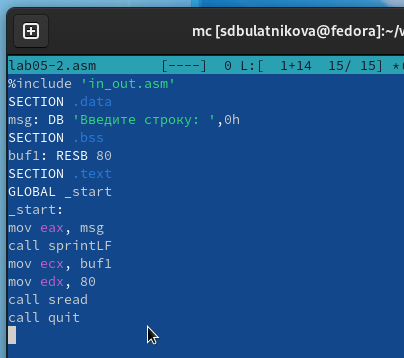 mc [sdbulatnikova@fedora]:~/
lab05-2.asm [----] 0 L:[ 1+14 15/ 15] *(
%include 'in_out.asm'
SECTION .data
msg: DB 'Введите строку: ',0h
SECTION .bss
buf1: RESB 80
SECTION .text
GLOBAL _start
_start:
mov eax, msg
call sprintLF
mov ecx, buf1
mov edx, 80
call sread
call quit